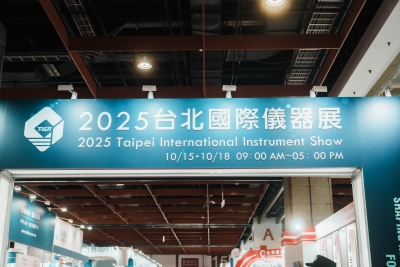 TIEA
2025台北國際儀器展
2025 Taipei International Instrument Show
10/15-10/18 09:00 AM~05:00 PM
A